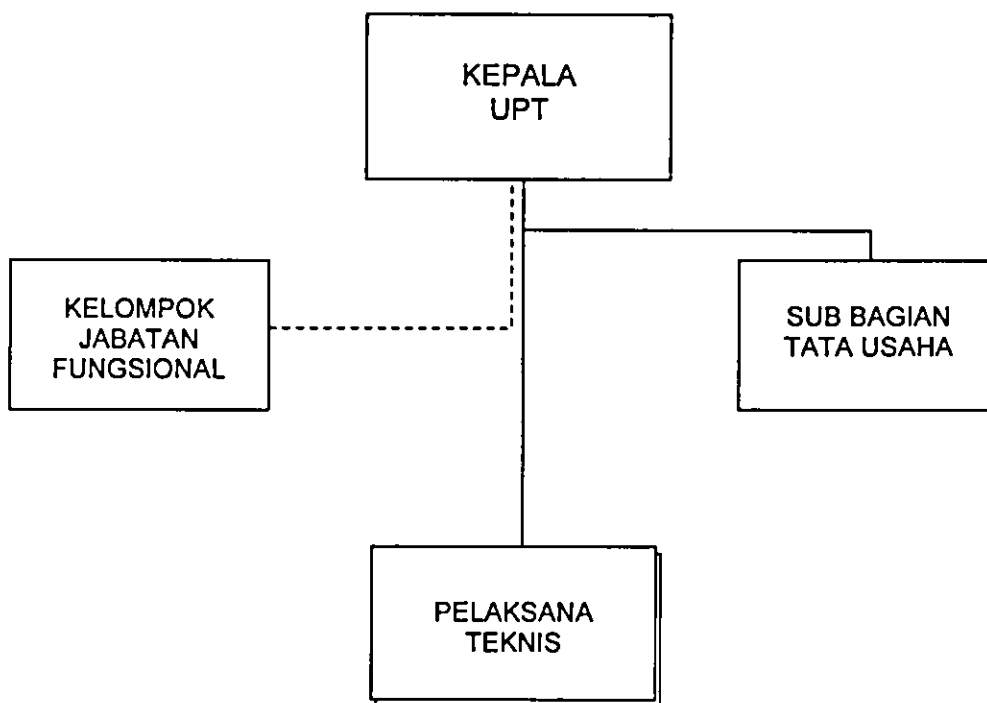 KEPALA
UPT
KELOMPOK
JABATAN
FUNGSIONAL
SUB BAGIAN
TATA USAHA
PELAKSANA
TEKNIS